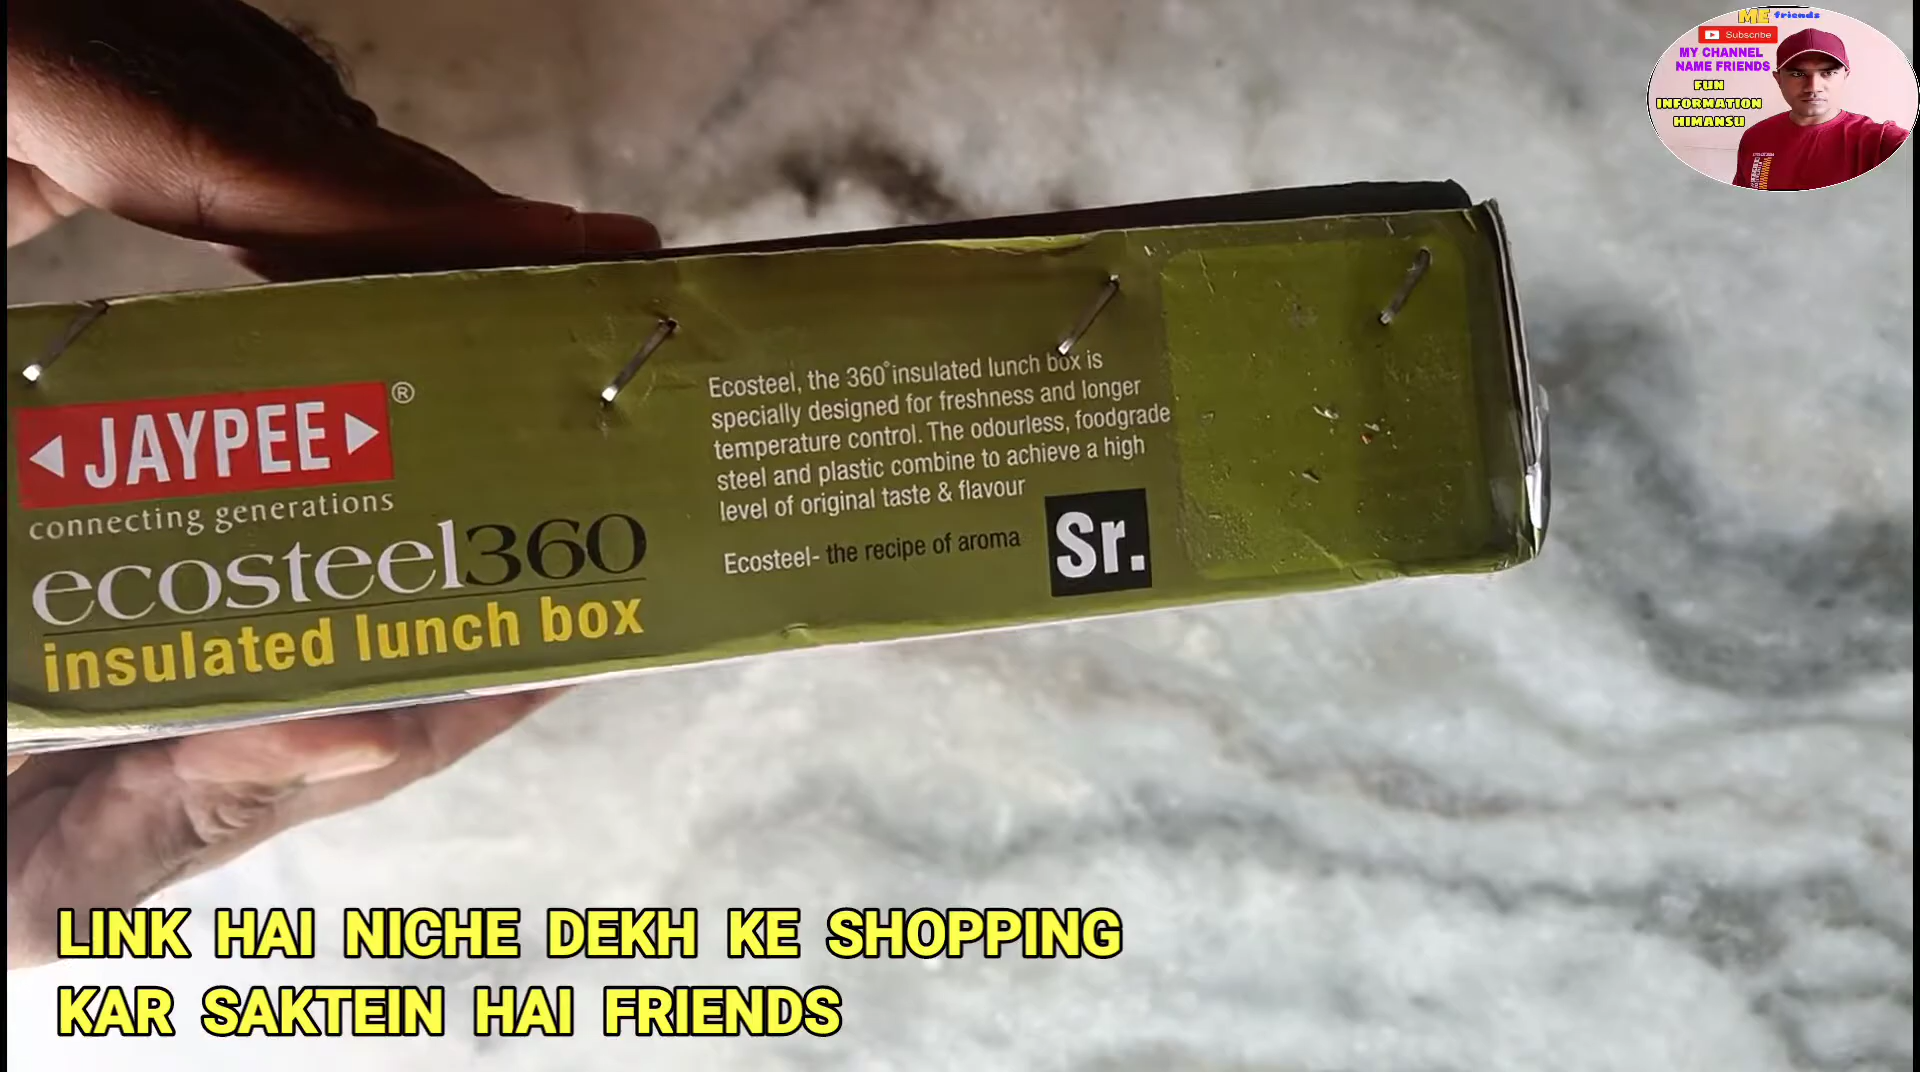 ME friends
Subscribe
MY CHANNEL
NAME FRIENDS
FUN
INFORMATION
HIMANSU
JAYPEE®
connecting generations
ecosteel360
insulated lunch box
Ecosteel, the 360° insulated lunch box is
specially designed for freshness and longer
temperature control. The odourless, foodgrade
steel and plastic combine to achieve a high
level of original taste & flavour
Ecosteel- the recipe of aroma
Sr.
LINK HAI NICHE DEKH KE SHOPPING
KAR SAKTEIN HAI FRIENDS